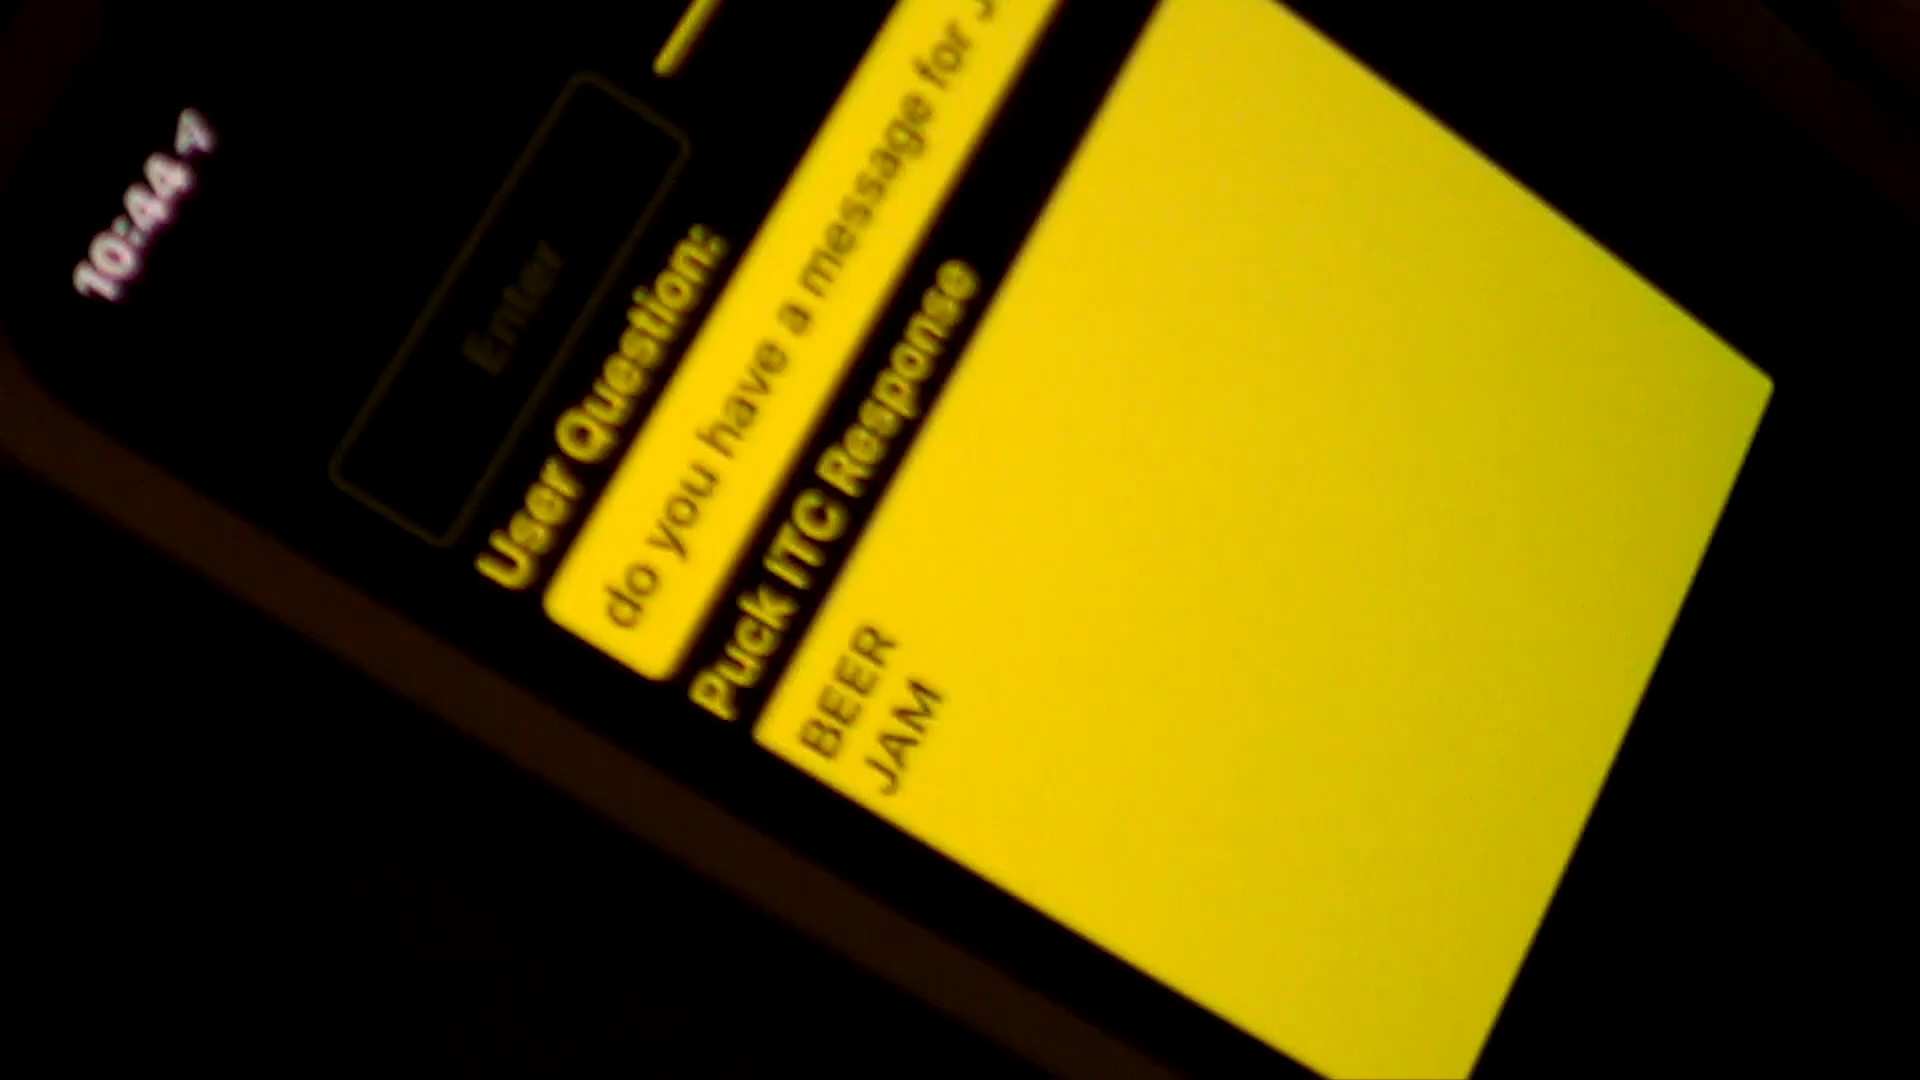 10:44
Enter
User Question:
do you have a message for J
Puck ITC Response
BEER
JAM